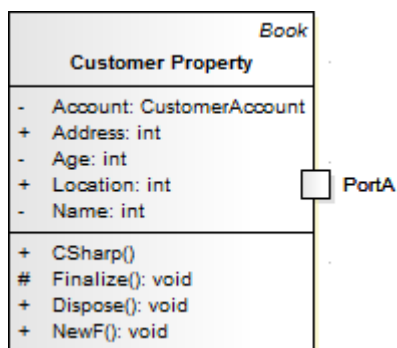 Book
Customer Property
- Account: CustomerAccount
+ Address: int
- Age: int
+ Location: int
- Name: int
PortA
+ CSharp()
# Finalize(): void
+ Dispose(): void
+ NewF(): void